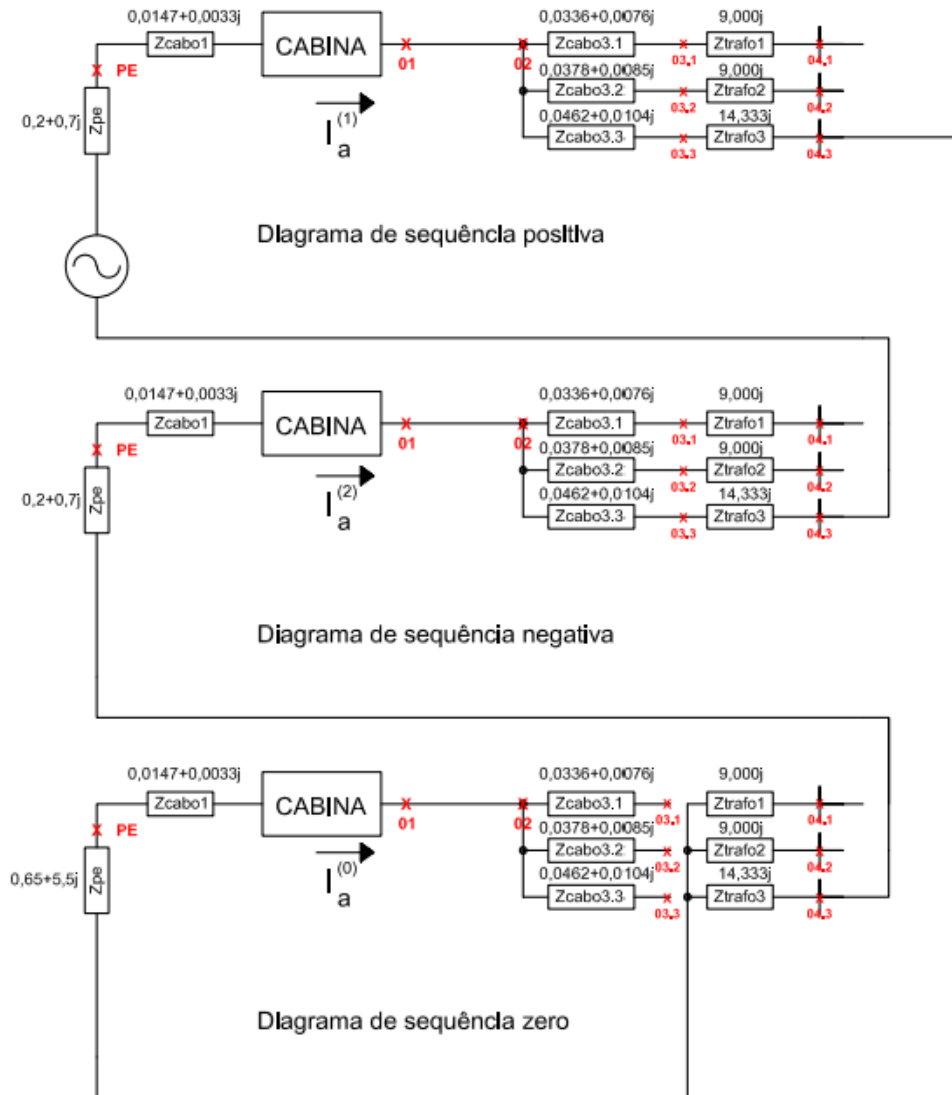 0,0147+0,0033j
0,0336+0,0076j
9,000j
Zcabo1
CABINA
Zcabo3.1
Ztrafo1
PE
01
02
03.1
04.1
0,0378+0,0085j
9,000j
Zcabo3.2
Ztrafo2
03.2
04.2
0,2+0,7j
Zpe
I a (1)
0,0462+0,0104j
14,333j
Zcabo3.3
Ztrafo3
03.3
04.3
Diagrama de sequência positiva
0,0147+0,0033j
0,0336+0,0076j
9,000j
Zcabo1
CABINA
Zcabo3.1
Ztrafo1
PE
01
02
03.1
04.1
0,0378+0,0085j
9,000j
Zcabo3.2
Ztrafo2
03.2
04.2
0,2+0,7j
Zpe
I a (2)
0,0462+0,0104j
14,333j
Zcabo3.3
Ztrafo3
03.3
04.3
Diagrama de sequência negativa
0,0147+0,0033j
0,0336+0,0076j
9,000j
Zcabo1
CABINA
Zcabo3.1
Ztrafo1
PE
01
02
03.1
04.1
0,0378+0,0085j
9,000j
Zcabo3.2
Ztrafo2
03.2
04.2
0,65+5,5j
Zpe
I a (0)
0,0462+0,0104j
14,333j
Zcabo3.3
Ztrafo3
03.3
04.3
Diagrama de sequência zero